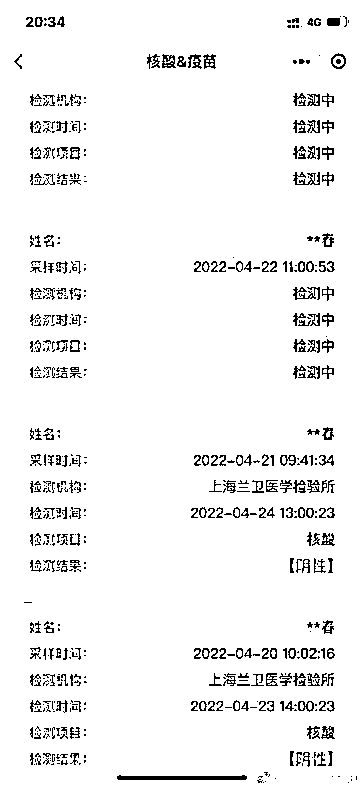 20:34
4G
核酸&疫苗
检测机构： 检测中
检测时间： 检测中
检测项目： 检测中
检测结果： 检测中
姓名： **春
采样时间： 2022-04-22 11:00:53
检测机构： 检测中
检测时间： 检测中
检测项目： 检测中
检测结果： 检测中
姓名： **春
采样时间： 2022-04-21 09:41:34
检测机构： 上海兰卫医学检验所
检测时间： 2022-04-24 13:00:23
检测项目： 核酸
检测结果： 【阴性】
姓名： **春
采样时间： 2022-04-20 10:02:16
检测机构： 上海兰卫医学检验所
检测时间： 2022-04-23 14:00:23
检测项目： 核酸
检测结果： 【阴性】